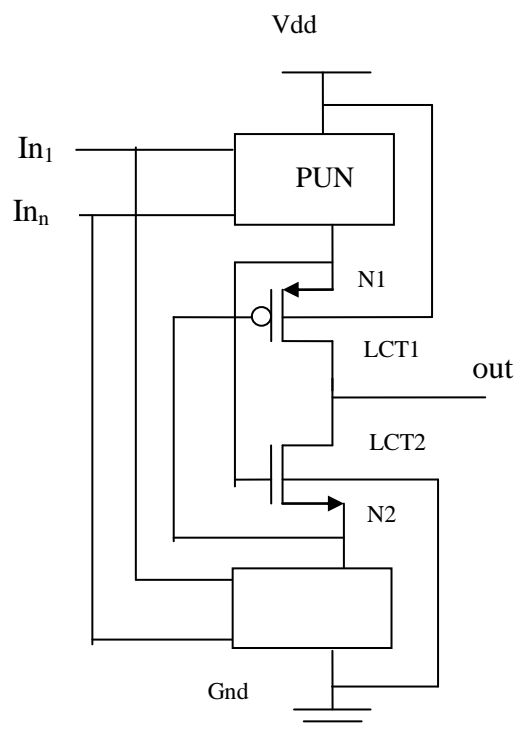 Vdd
In₁
PUN
Inₙ
N1
LCT1
out
LCT2
N2
Gnd